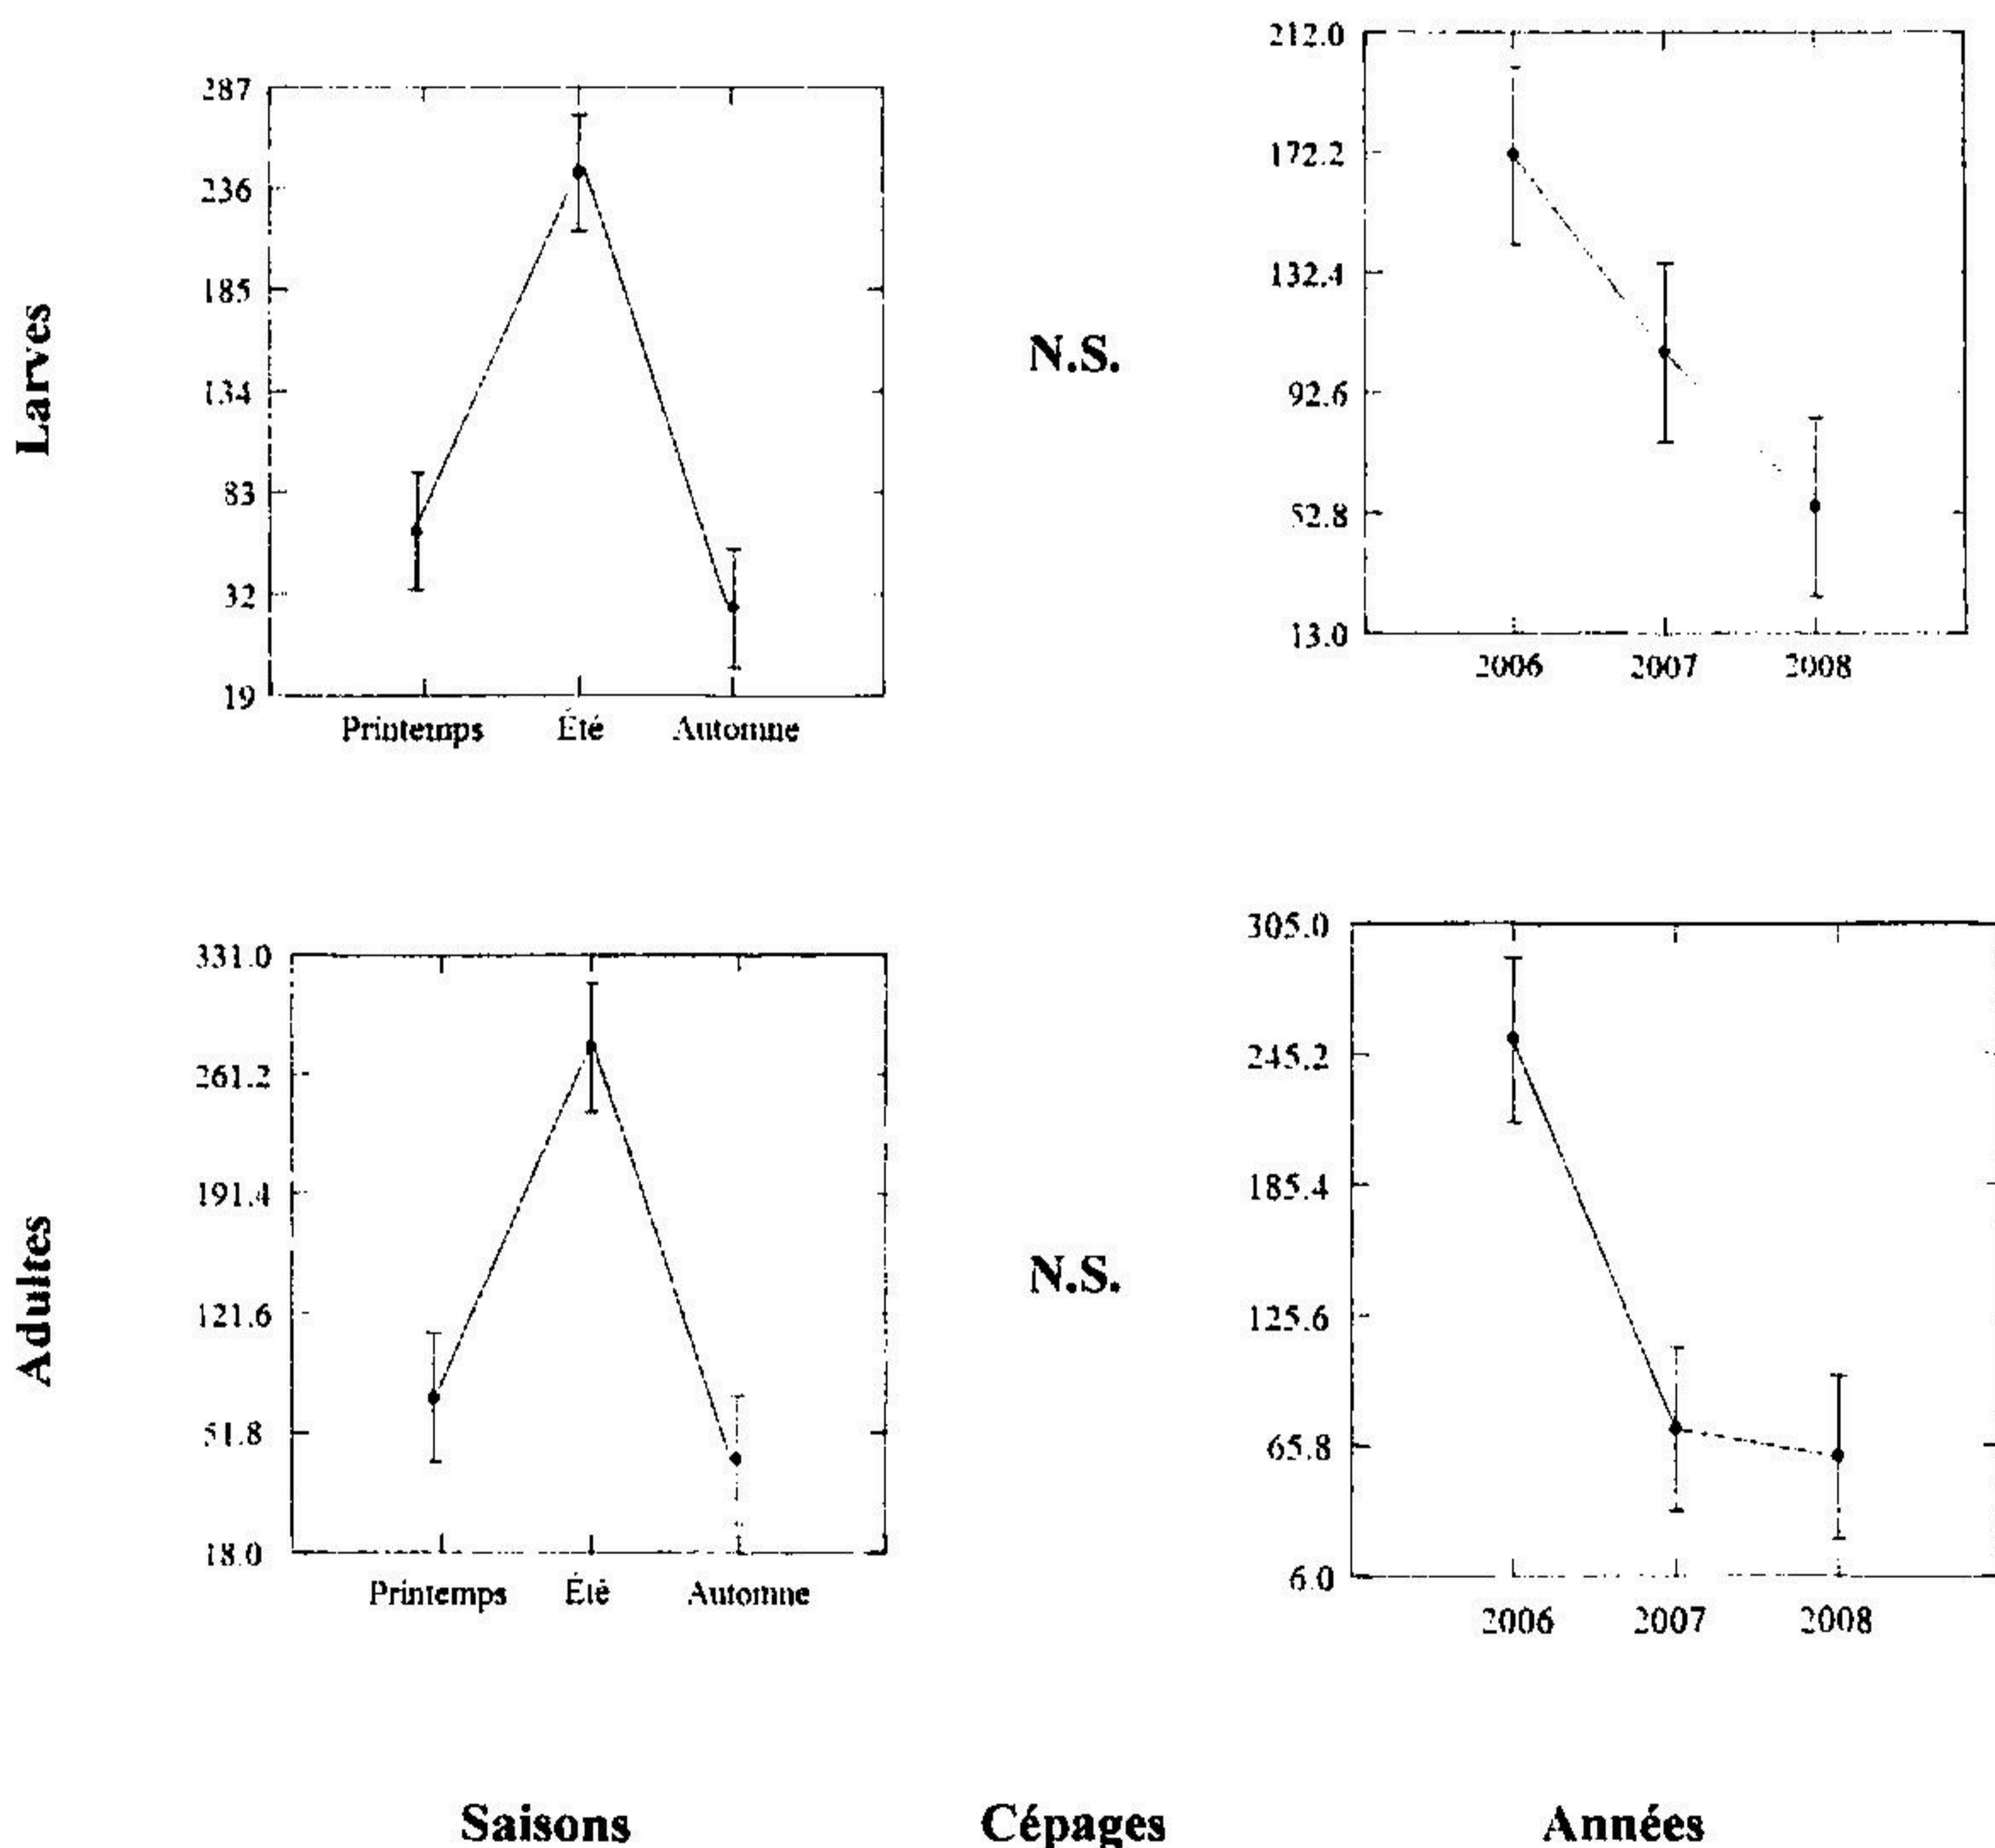 Larves
287
236
185
134
83
32
19
Printemps Été Automne
N.S.
212.0
172.2
132.4
92.6
52.8
13.0
2006 2007 2008
Adultes
331.0
261.2
191.4
121.6
51.8
18.0
Printemps Été Automne
N.S.
305.0
245.2
185.4
125.6
65.8
6.0
2006 2007 2008
Saisons Cépages Années